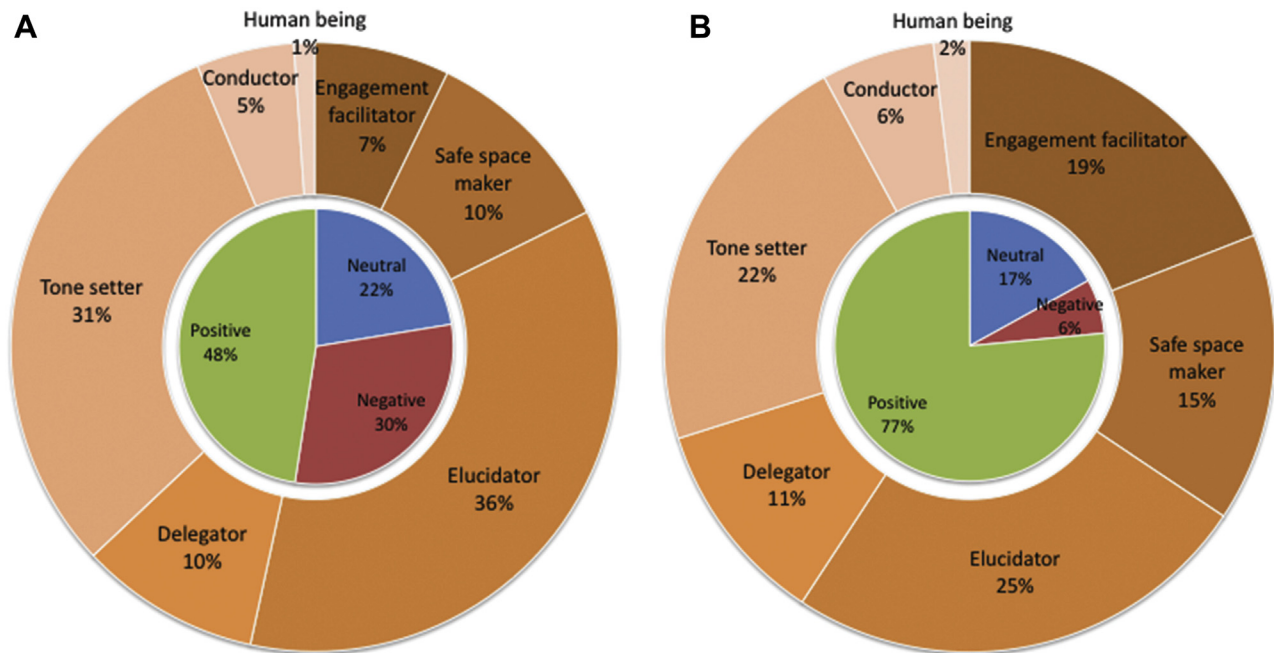 A
Human being
1%
Conductor
5%
Engagement
facilitator
7%
Safe space
maker
10%
Tone setter
31%
Neutral
22%
Positive
48%
Negative
30%
Elucidator
36%
Delegator
10%
B
Human being
2%
Conductor
6%
Engagement facilitator
19%
Tone setter
22%
Neutral
17%
Negative
6%
Safe space
maker
15%
Positive
77%
Delegator
11%
Elucidator
25%